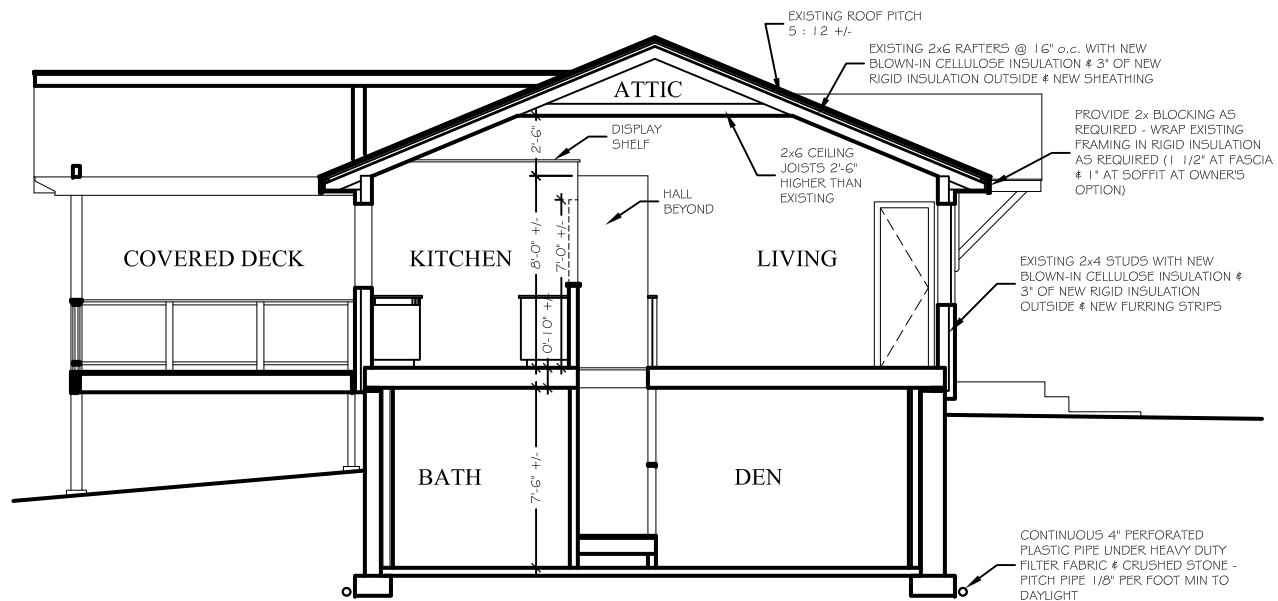 EXISTING ROOF PITCH
5 : 12 +/-
EXISTING 2x6 RAFTERS @ 16" o.c. WITH NEW
BLOWN-IN CELLULOSE INSULATION & 3" OF NEW
RIGID INSULATION OUTSIDE & NEW SHEATHING
ATTIC
PROVIDE 2x BLOCKING AS
REQUIRED - WRAP EXISTING
FRAMING IN RIGID INSULATION
AS REQUIRED (1 1/2" AT FASCIA
& 1" AT SOFFIT AT OWNER'S
OPTION)
2'-6"
DISPLAY
SHELF
2x6 CEILING
JOISTS 2'-6"
HIGHER THAN
EXISTING
HALL
BEYOND
COVERED DECK
KITCHEN
8'-0" +/-
7'-0" +/-
LIVING
EXISTING 2x4 STUDS WITH NEW
BLOWN-IN CELLULOSE INSULATION &
3" OF NEW RIGID INSULATION
OUTSIDE & NEW FURRING STRIPS
0'-10" +/-
BATH
7'-6" +/-
DEN
CONTINUOUS 4" PERFORATED
PLASTIC PIPE UNDER HEAVY DUTY
FILTER FABRIC & CRUSHED STONE -
PITCH PIPE 1/8" PER FOOT MIN TO
DAYLIGHT